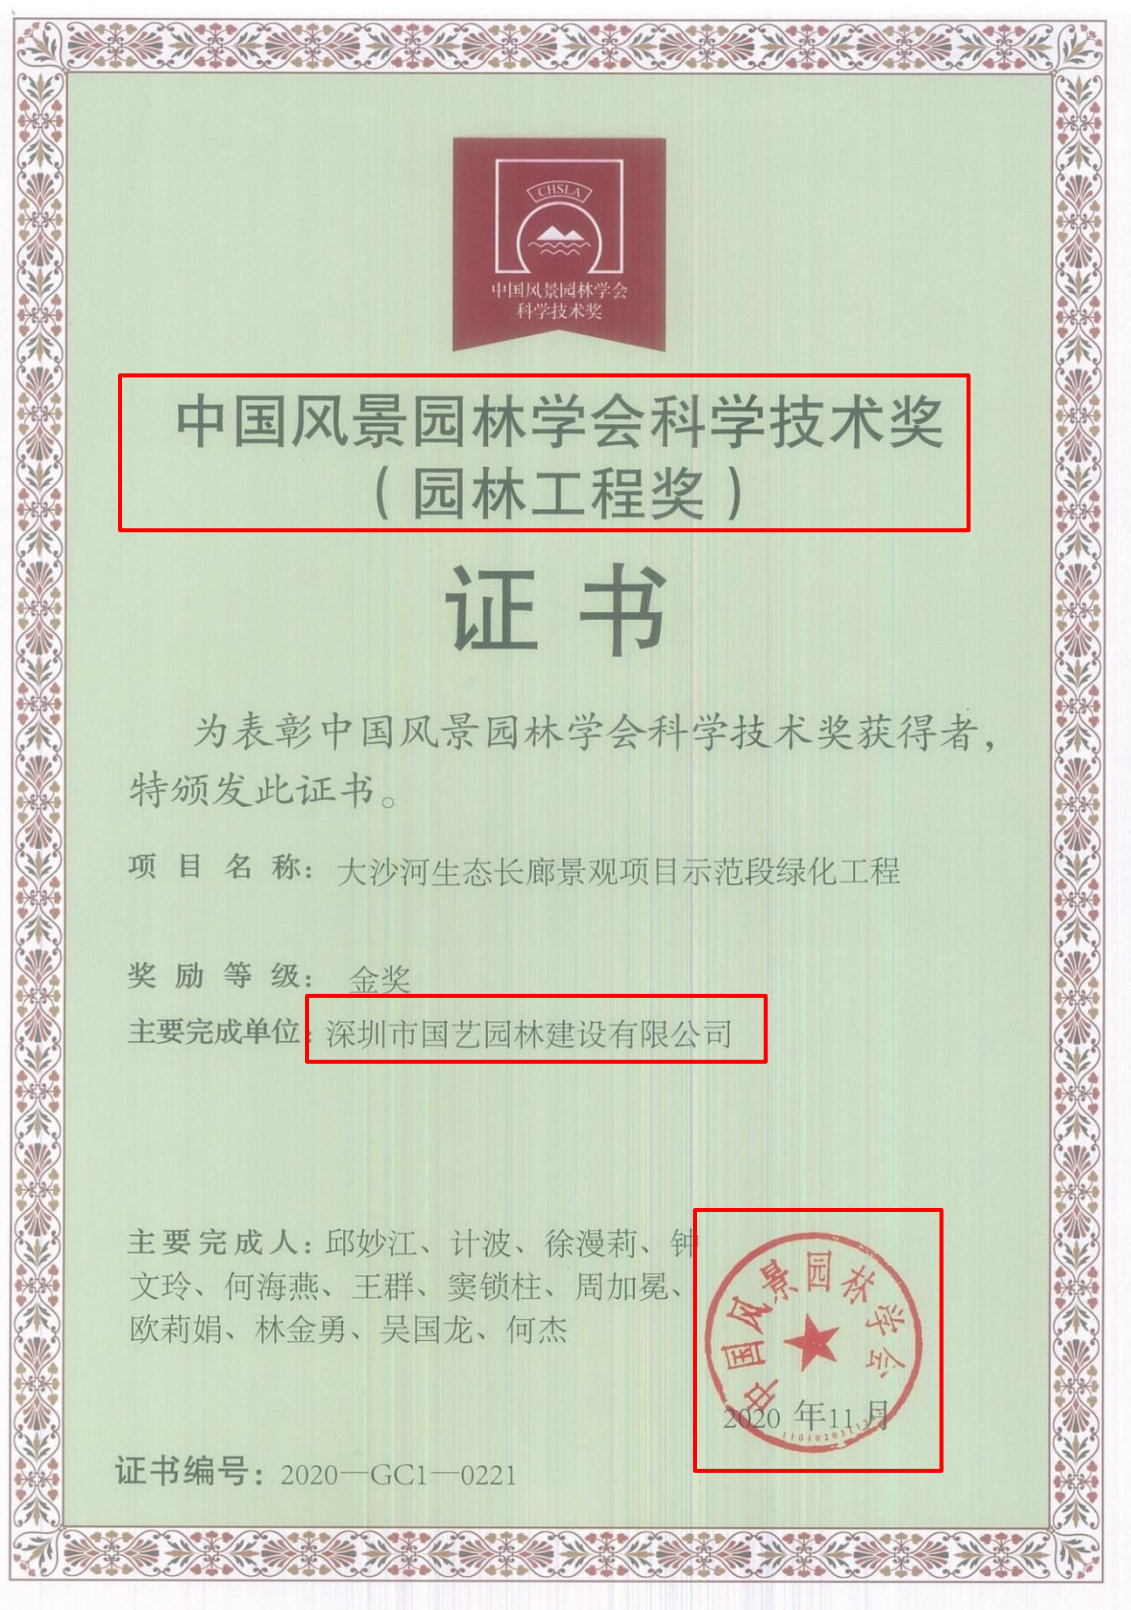 CHSLA
中国风景园林学会
科学技术奖
中国风景园林学会科学技术奖
（园林工程奖）
证书
为表彰中国风景园林学会科学技术奖获得者，
特颁发此证书。
项目名称：大沙河生态长廊景观项目示范段绿化工程
奖励等级：金奖
主要完成单位：深圳市国艺园林建设有限公司
主要完成人：邱妙江、计波、徐漫莉、钟
文玲、何海燕、王群、窦锁柱、周加冕、
欧莉娟、林金勇、吴国龙、何杰
中国风景园林学会
2020 年11月
证书编号：2020—GC1—0221